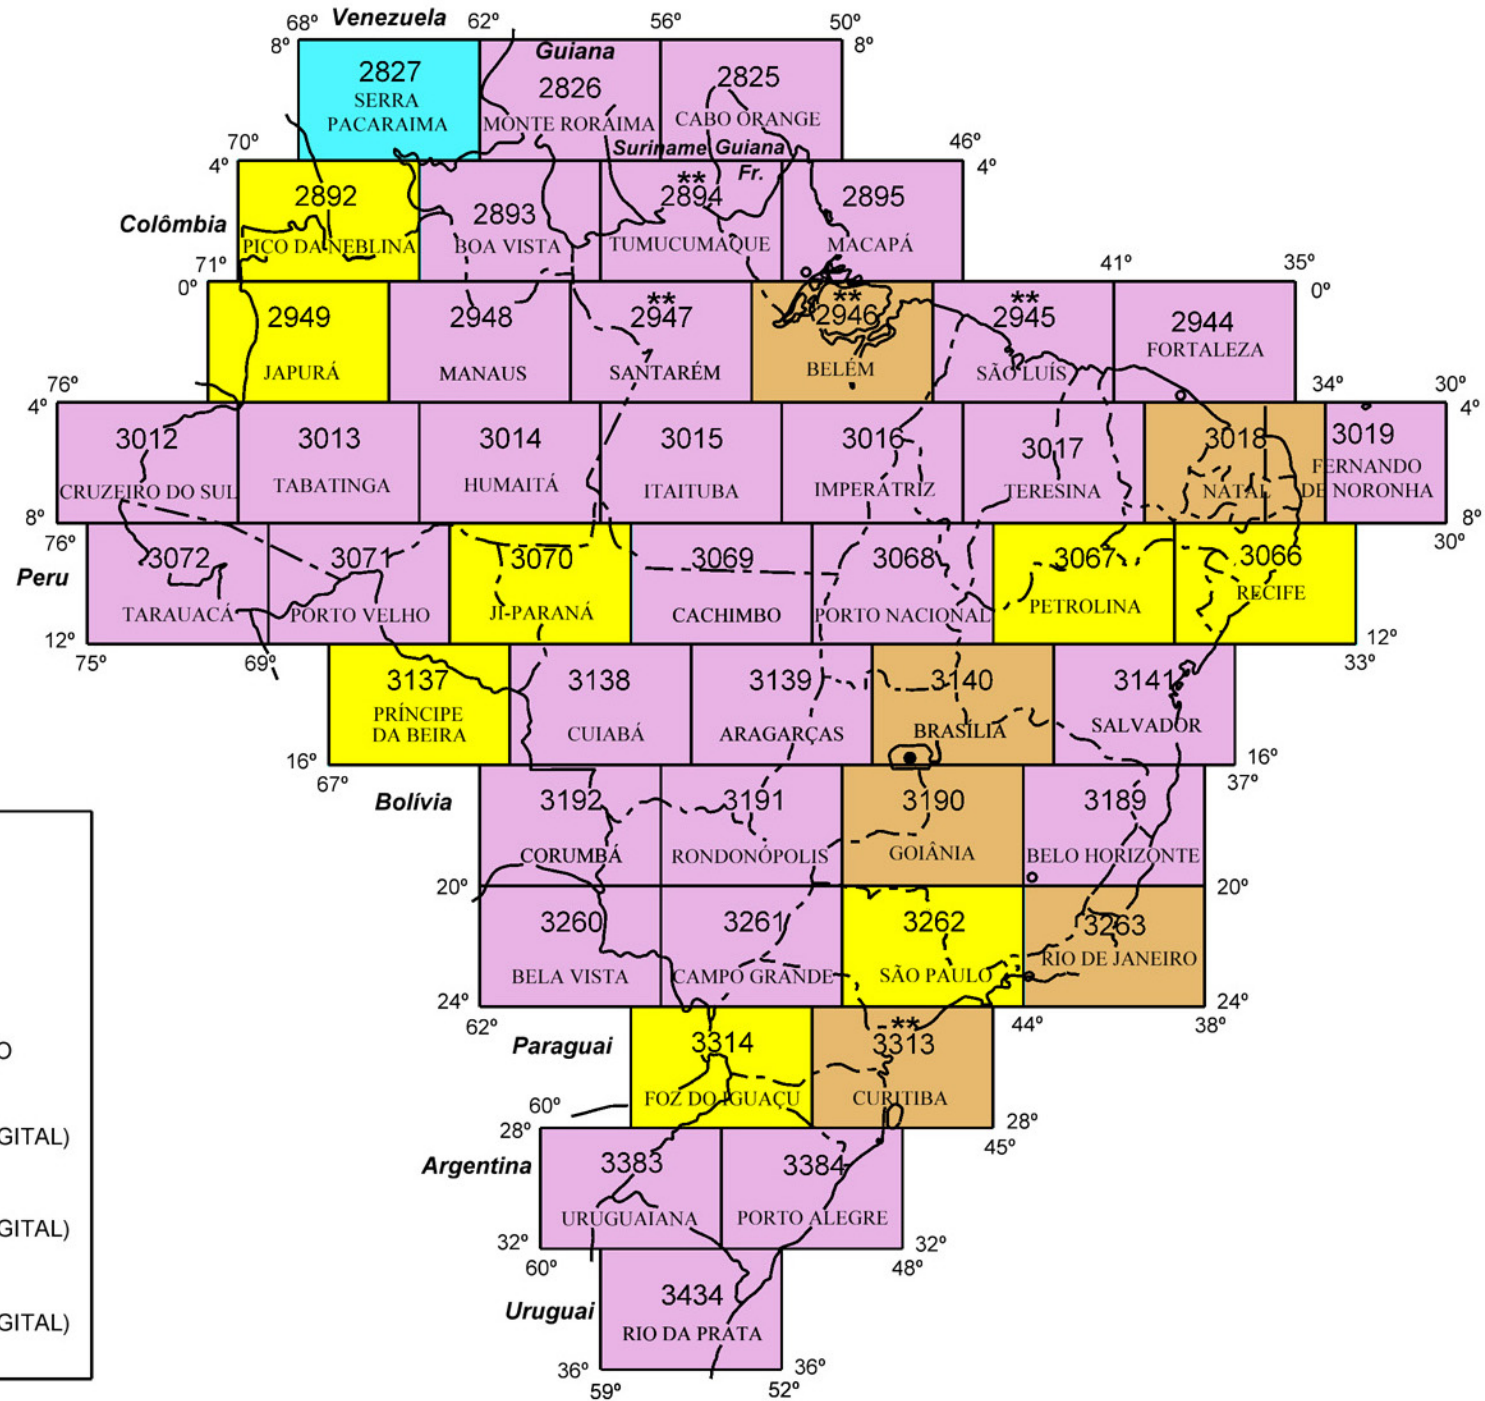 68º Venezuela 62º 56º 50º
8º Guiana 8º
2827 2826 2825
SERRA PACARAIMA MONTE RORAIMA CABO ORANGE
70º 46º
4º Suriname Guiana Fr. 4º
** 
2892 2893 2894 2895
Colômbia
PICO DA NEBLINA BOA VISTA TUMUCUMAQUE MACAPÁ
71º 41º 35º
0º 0º
** ** **
2949 2948 2947 2946 2945 2944
JAPURÁ MANAUS SANTARÉM BELÉM SÃO LUÍS FORTALEZA
76º 34º 30º
4º 4º
3012 3013 3014 3015 3016 3017 3018 3019
CRUZEIRO DO SUL TABATINGA HUMAITÁ ITAITUBA IMPERATRIZ TERESINA NATAL FERNANDO DE NORONHA
8º 8º
76º 30º
Peru
3072 3071 3070 3069 3068 3067 3066
TARAUACÁ PORTO VELHO JI-PARANÁ CACHIMBO PORTO NACIONAL PETROLINA RECIFE
12º 12º
75º 69º 33º
3137 3138 3139 3140 3141
PRÍNCIPE DA BEIRA CUIABÁ ARAGARÇAS BRASÍLIA SALVADOR
16º 16º
67º 37º
Bolívia
3192 3191 3190 3189
CORUMBÁ RONDONÓPOLIS GOIÂNIA BELO HORIZONTE
20º 20º
3260 3261 3262 3263
BELA VISTA CAMPO GRANDE SÃO PAULO RIO DE JANEIRO
24º 24º
62º 44º 38º
Paraguai
**
3314 3313
FOZ DO IGUAÇU CURITIBA
60º
28º 28º
45º
Argentina
3383 3384
URUGUAIANA PORTO ALEGRE
32º 32º
60º 48º
Uruguai
3434
RIO DA PRATA
36º 36º
59º 52º
O
GITAL)
GITAL)
GITAL)